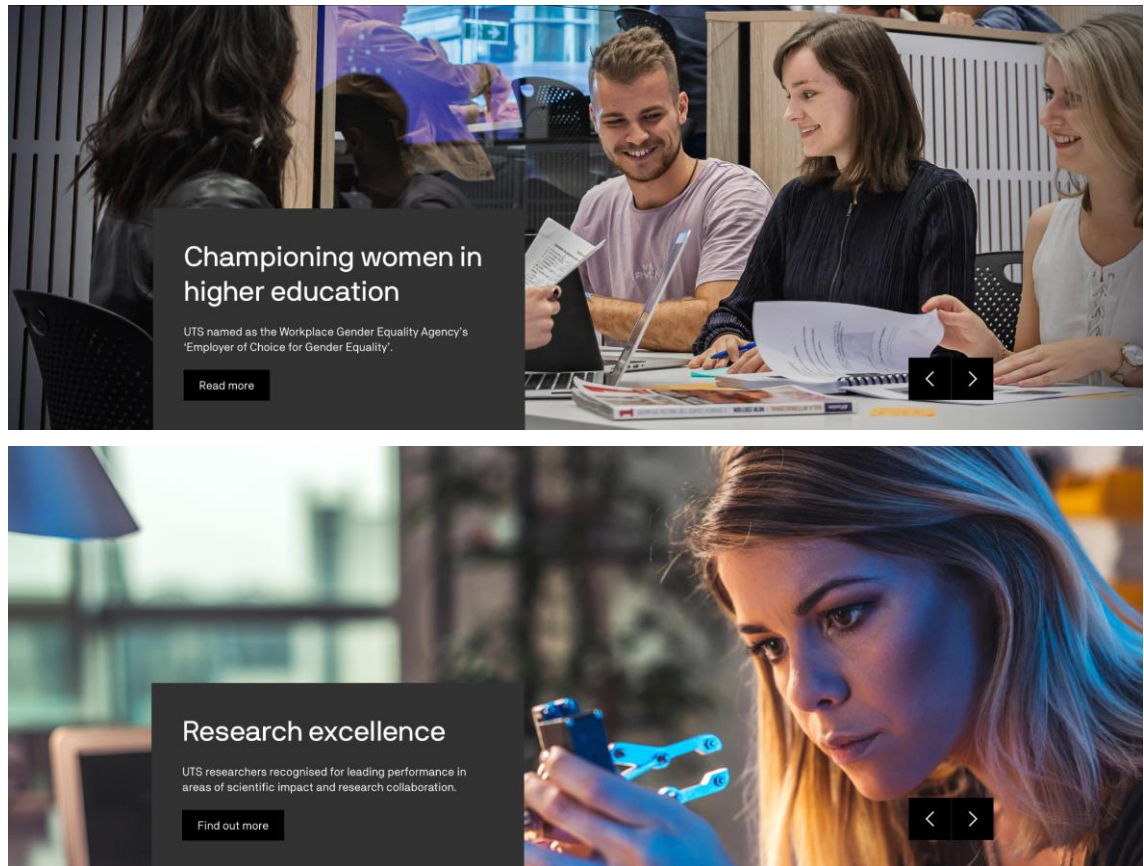 Championing women in
higher education
UTS named as the Workplace Gender Equality Agency's
'Employer of Choice for Gender Equality'.
Read more
Research excellence
UTS researchers recognised for leading performance in
areas of scientific impact and research collaboration.
Find out more